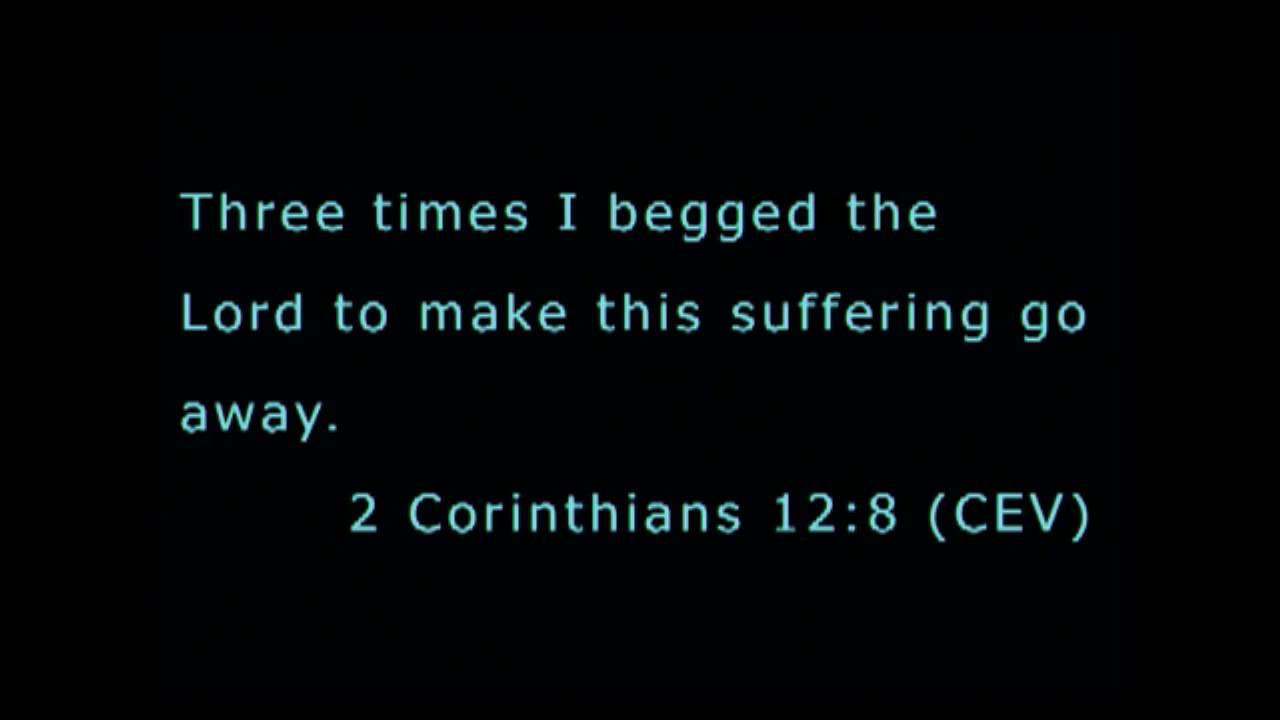 Three times I begged the
Lord to make this suffering go
away.
2 Corinthians 12:8 (CEV)